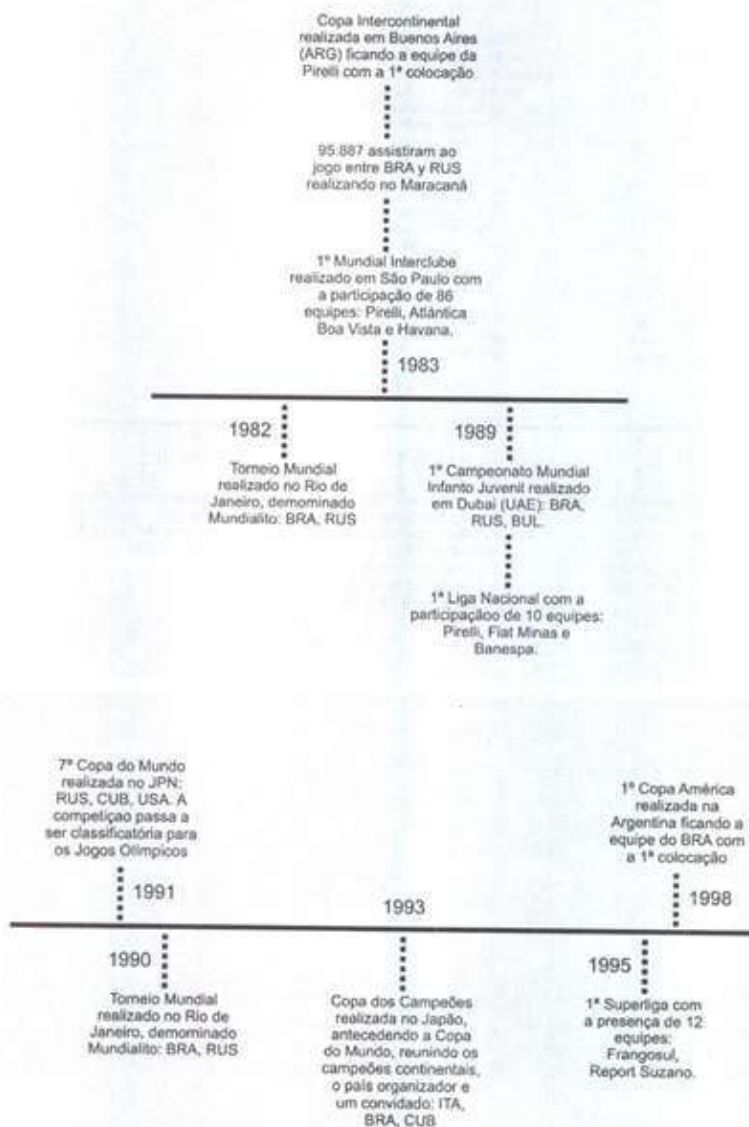 Copa Intercontinental
realizada em Buenos Aires
(ARG) ficando a equipe da
Pirelli com a 1ª colocação
95.887 assistiram ao
jogo entre BRA y RUS
realizando no Maracanã
1º Mundial Interclube
realizado em São Paulo com
a participação de 86
equipes: Pirelli, Atlântica
Boa Vista e Havana.
1983
1982
Torneio Mundial
realizado no Rio de
Janeiro, demominado
Mundialito: BRA, RUS
1989
1º Campeonato Mundial
Infanto Juvenil realizado
em Dubai (UAE): BRA,
RUS, BUL.
1ª Liga Nacional com a
participaçãoo de 10 equipes:
Pirelli, Fiat Minas e
Banespa.
7ª Copa do Mundo
realizada no JPN:
RUS, CUB, USA. A
competiçao passa a
ser classificatória para
os Jogos Olímpicos
1991
1990
Torneio Mundial
realizado no Rio de
Janeiro, demominado
Mundialito: BRA, RUS
1993
Copa dos Campeões
realizada no Japão,
antecedendo a Copa
do Mundo, reunindo os
campeões continentais,
o país organizador e
um convidado: ITA,
BRA, CUB
1º Copa América
realizada na
Argentina ficando a
equipe do BRA com
a 1ª colocação
1998
1995
1ª Superliga com
a presença de 12
equipes:
Frangosul,
Report Suzano.